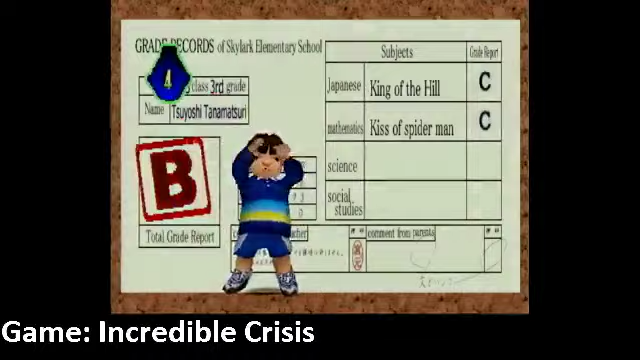 GRADE RECORDS of Skylark Elementary School
4
class 3rd grade
Name Tsuyoshi Tanamatsuri
B
Total Grade Report
Subjects Grade Report
Japanese King of the Hill C
mathematics Kiss of spider man C
science
social studies
comment from parents
Game: Incredible Crisis